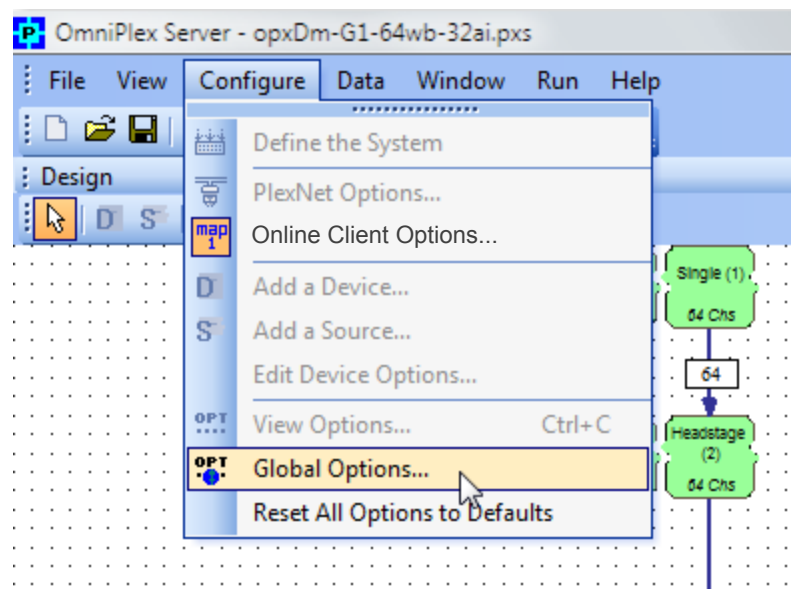 P OmniPlex Server - opxDm-G1-64wb-32ai.pxs
File View Configure Data Window Run Help
Define the System
Design
PlexNet Options...
D S
map
1
Online Client Options...
D Add a Device...
S Add a Source...
Edit Device Options...
OPT View Options... Ctrl+C
OPT Global Options...
Reset All Options to Defaults
Single (1)
64 Chs
64
Headstage
(2)
64 Chs